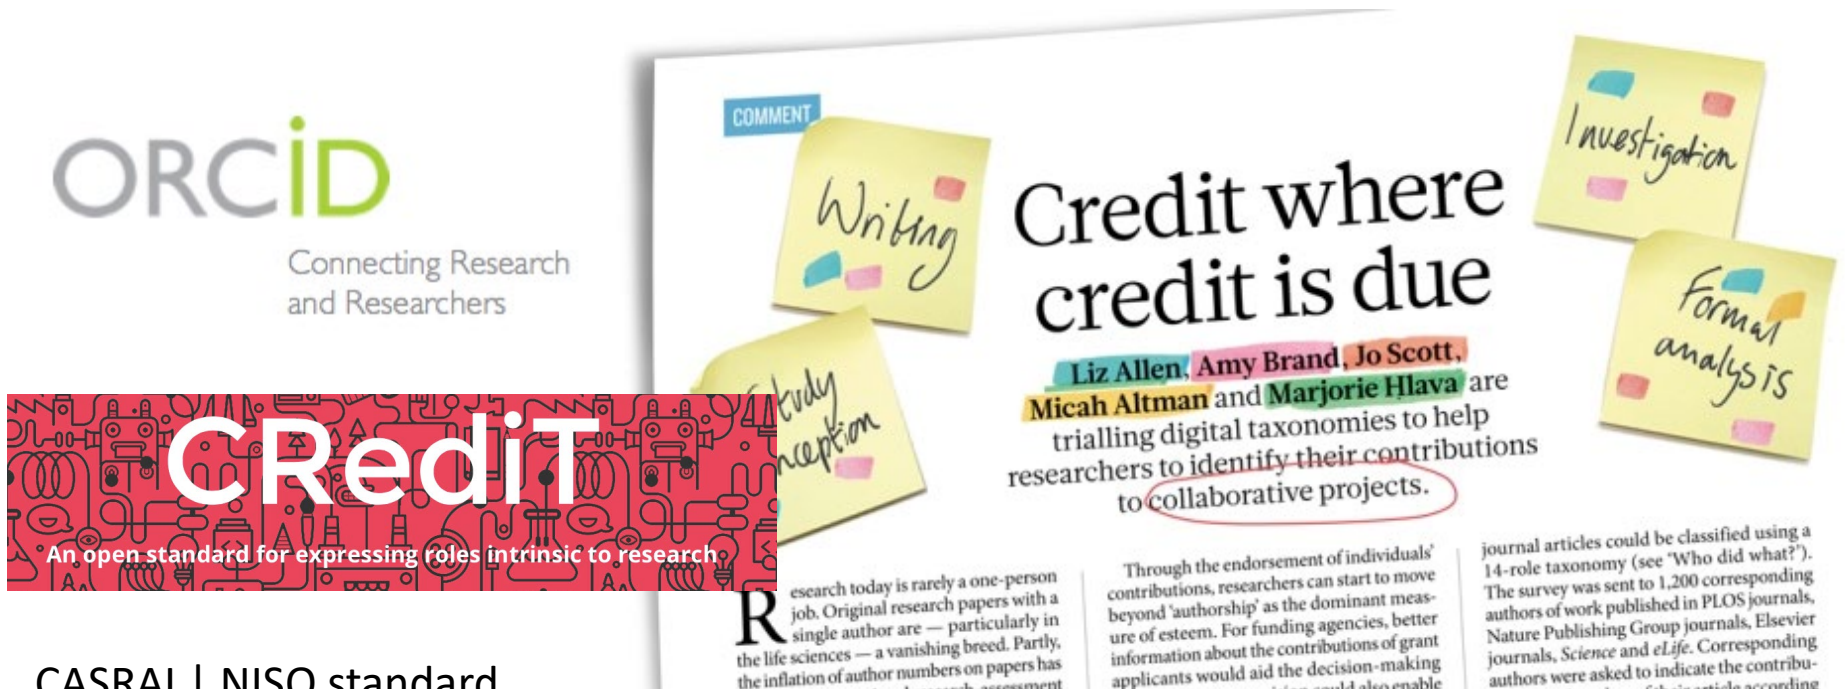 ORCID
Connecting Research
and Researchers
CRediT
An open standard for expressing roles intrinsic to research
CASRAI | NISO standard
COMMENT
Writing
Study
Investigation
Formal
analysis
Credit where
credit is due
Liz Allen, Amy Brand, Jo Scott,
Micah Altman and Marjorie Hlava are
trialling digital taxonomies to help
researchers to identify their contributions
to collaborative projects.
Research today is rarely a one-person
job. Original research papers with a
single author are — particularly in
the life sciences — a vanishing breed. Partly,
the inflation of author numbers on papers has
Through the endorsement of individuals'
contributions, researchers can start to move
beyond 'authorship' as the dominant meas-
ure of esteem. For funding agencies, better
information about the contributions of grant
applicants would aid the decision-making
could also enable
journal articles could be classified using a
14-role taxonomy (see 'Who did what?').
The survey was sent to 1,200 corresponding
authors of work published in PLOS journals,
Nature Publishing Group journals, Elsevier
journals, Science and eLife. Corresponding
authors were asked to indicate the contribu-
article according